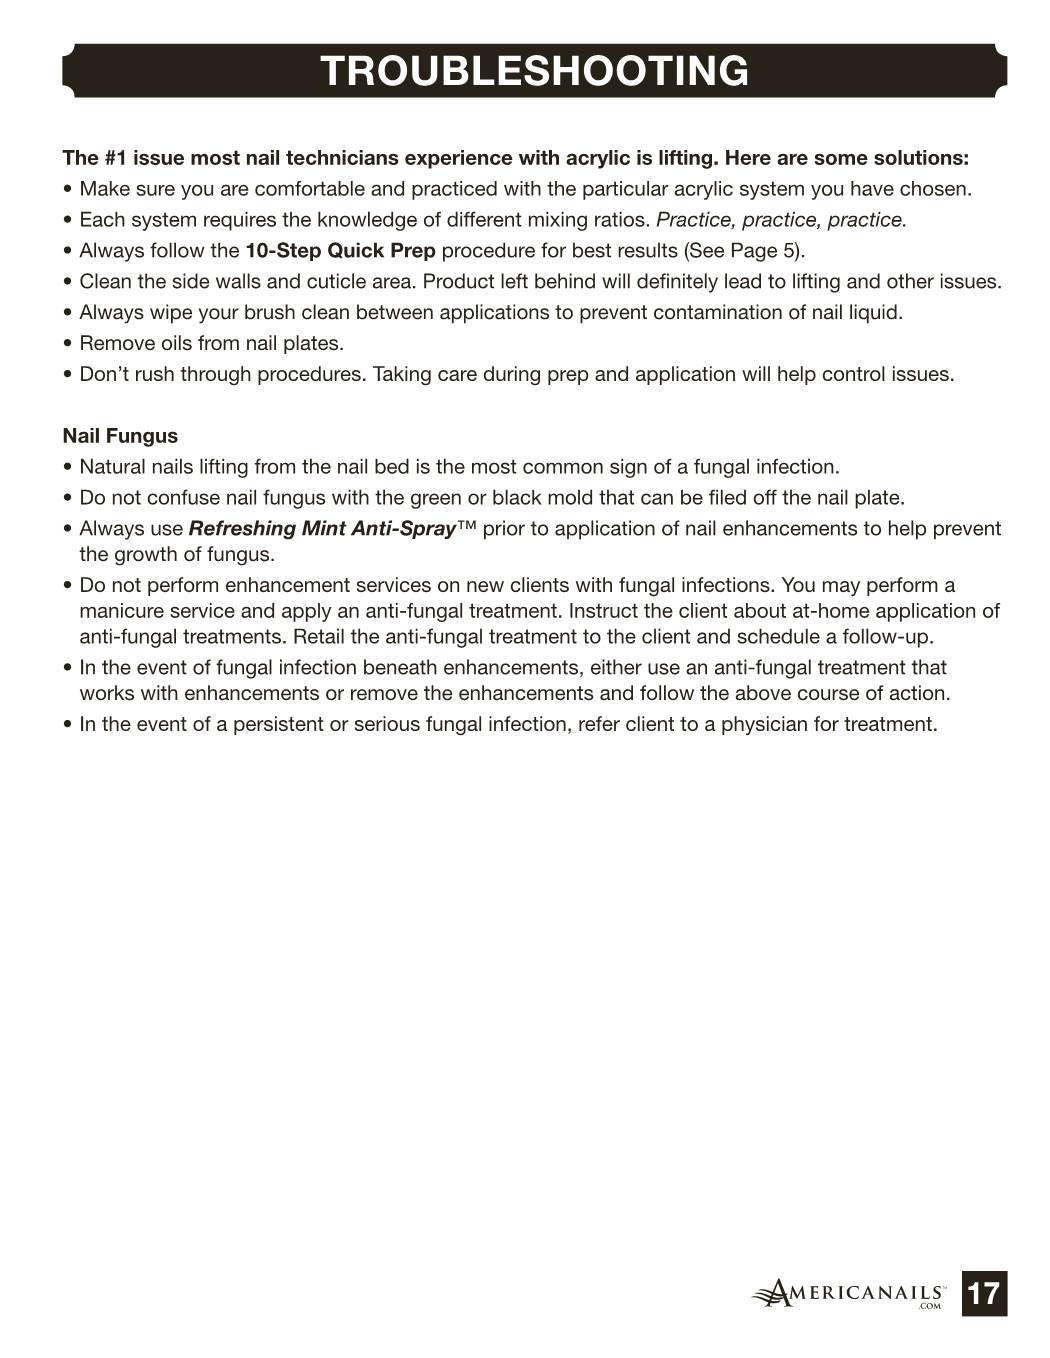 TROUBLESHOOTING
The #1 issue most nail technicians experience with acrylic is lifting. Here are some solutions:
• Make sure you are comfortable and practiced with the particular acrylic system you have chosen.
• Each system requires the knowledge of different mixing ratios. Practice, practice, practice.
• Always follow the 10-Step Quick Prep procedure for best results (See Page 5).
• Clean the side walls and cuticle area. Product left behind will definitely lead to lifting and other issues.
• Always wipe your brush clean between applications to prevent contamination of nail liquid.
• Remove oils from nail plates.
• Don’t rush through procedures. Taking care during prep and application will help control issues.
Nail Fungus
• Natural nails lifting from the nail bed is the most common sign of a fungal infection.
• Do not confuse nail fungus with the green or black mold that can be filed off the nail plate.
• Always use Refreshing Mint Anti-Spray™ prior to application of nail enhancements to help prevent
the growth of fungus.
• Do not perform enhancement services on new clients with fungal infections. You may perform a
manicure service and apply an anti-fungal treatment. Instruct the client about at-home application of
anti-fungal treatments. Retail the anti-fungal treatment to the client and schedule a follow-up.
• In the event of fungal infection beneath enhancements, either use an anti-fungal treatment that
works with enhancements or remove the enhancements and follow the above course of action.
• In the event of a persistent or serious fungal infection, refer client to a physician for treatment.
AMERICANAILS™
.COM
17